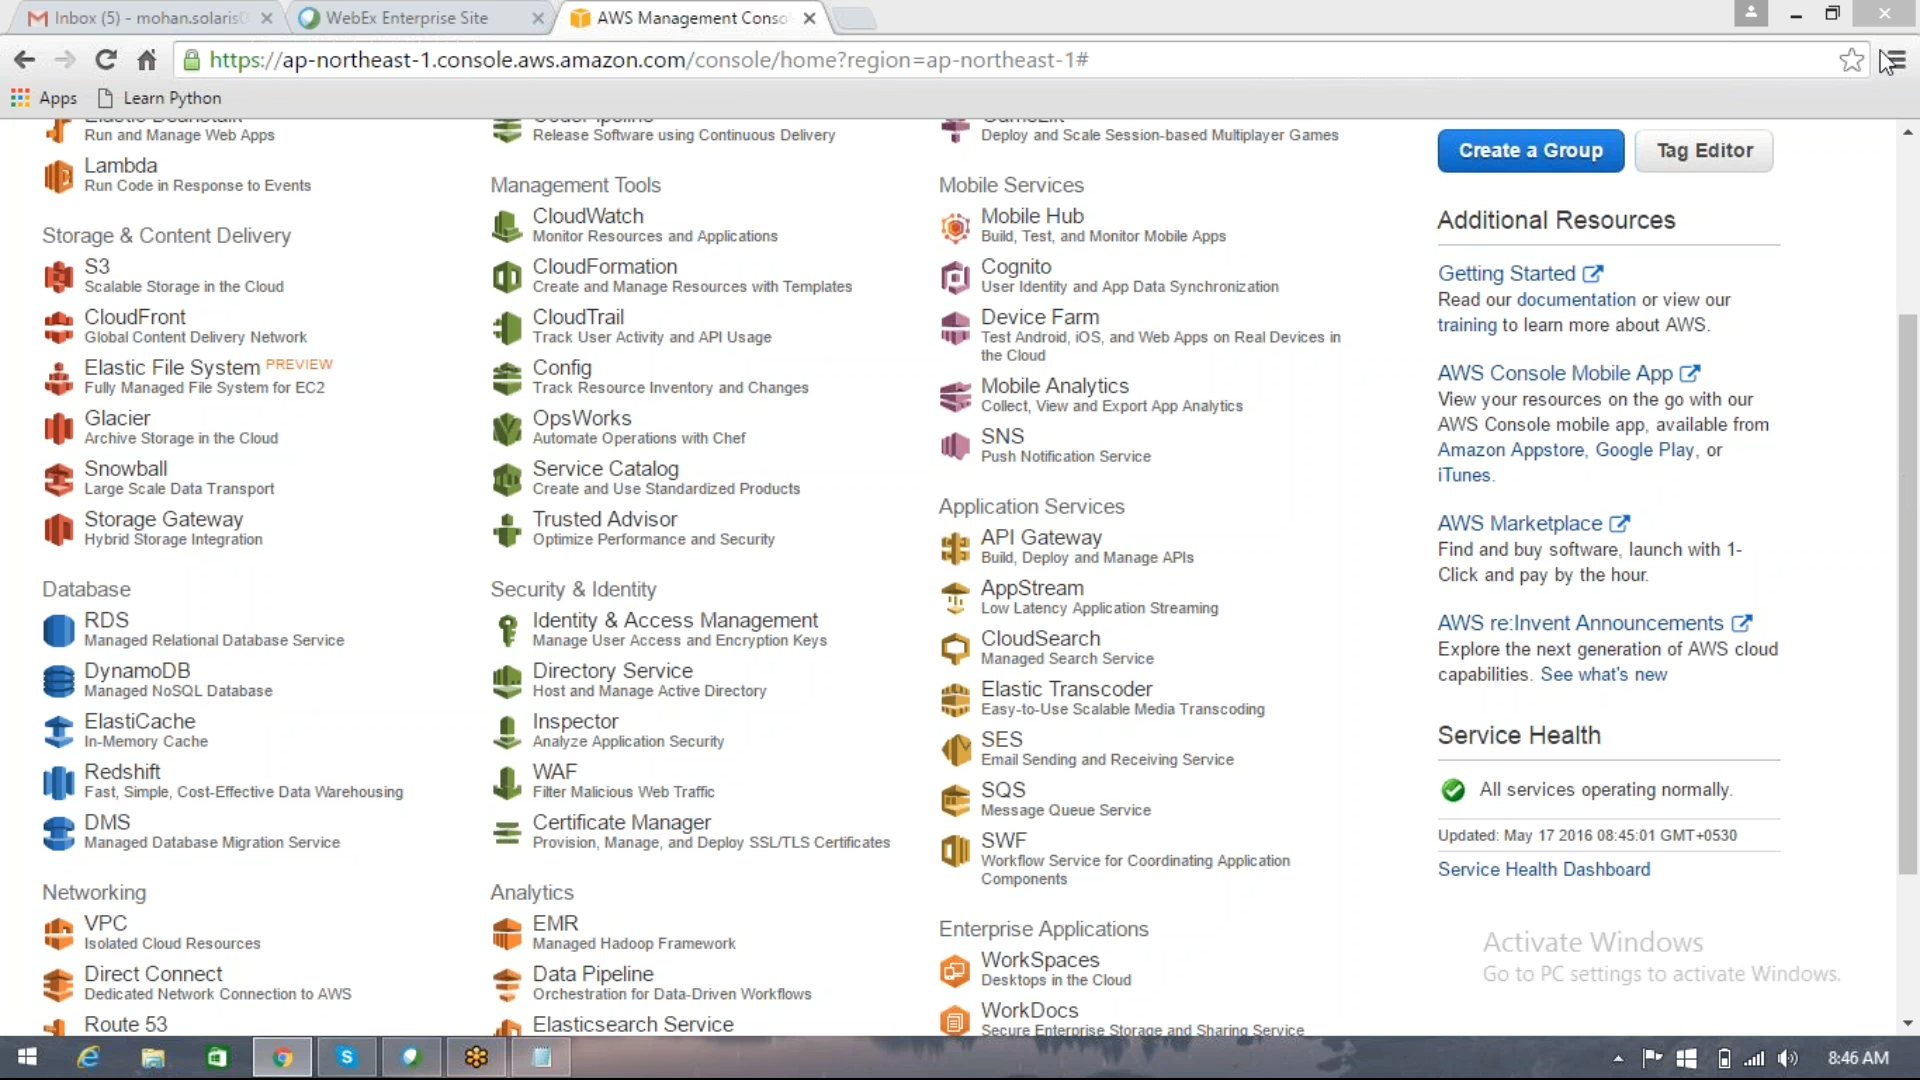 Inbox (5) - mohan.solaris
WebEx Enterprise Site
AWS Management Conso
https://ap-northeast-1.console.aws.amazon.com/console/home?region=ap-northeast-1#
Apps
Learn Python
Elastic Beanstalk
Run and Manage Web Apps
Lambda
Run Code in Response to Events
Storage & Content Delivery
S3
Scalable Storage in the Cloud
CloudFront
Global Content Delivery Network
Elastic File System PREVIEW
Fully Managed File System for EC2
Glacier
Archive Storage in the Cloud
Snowball
Large Scale Data Transport
Storage Gateway
Hybrid Storage Integration
Database
RDS
Managed Relational Database Service
DynamoDB
Managed NoSQL Database
ElastiCache
In-Memory Cache
Redshift
Fast, Simple, Cost-Effective Data Warehousing
DMS
Managed Database Migration Service
Networking
VPC
Isolated Cloud Resources
Direct Connect
Dedicated Network Connection to AWS
Route 53
CodePipeline
Release Software using Continuous Delivery
Management Tools
CloudWatch
Monitor Resources and Applications
CloudFormation
Create and Manage Resources with Templates
CloudTrail
Track User Activity and API Usage
Config
Track Resource Inventory and Changes
OpsWorks
Automate Operations with Chef
Service Catalog
Create and Use Standardized Products
Trusted Advisor
Optimize Performance and Security
Security & Identity
Identity & Access Management
Manage User Access and Encryption Keys
Directory Service
Host and Manage Active Directory
Inspector
Analyze Application Security
WAF
Filter Malicious Web Traffic
Certificate Manager
Provision, Manage, and Deploy SSL/TLS Certificates
Analytics
EMR
Managed Hadoop Framework
Data Pipeline
Orchestration for Data-Driven Workflows
Elasticsearch Service
GameLift
Deploy and Scale Session-based Multiplayer Games
Mobile Services
Mobile Hub
Build, Test, and Monitor Mobile Apps
Cognito
User Identity and App Data Synchronization
Device Farm
Test Android, iOS, and Web Apps on Real Devices in
the Cloud
Mobile Analytics
Collect, View and Export App Analytics
SNS
Push Notification Service
Application Services
API Gateway
Build, Deploy and Manage APIs
AppStream
Low Latency Application Streaming
CloudSearch
Managed Search Service
Elastic Transcoder
Easy-to-Use Scalable Media Transcoding
SES
Email Sending and Receiving Service
SQS
Message Queue Service
SWF
Workflow Service for Coordinating Application
Components
Enterprise Applications
WorkSpaces
Desktops in the Cloud
WorkDocs
Secure Enterprise Storage and Sharing Service
Create a Group
Tag Editor
Additional Resources
Getting Started
Read our documentation or view our
training to learn more about AWS.
AWS Console Mobile App
View your resources on the go with our
AWS Console mobile app, available from
Amazon Appstore, Google Play, or
iTunes.
AWS Marketplace
Find and buy software, launch with 1-
Click and pay by the hour.
AWS re:Invent Announcements
Explore the next generation of AWS cloud
capabilities. See what's new
Service Health
All services operating normally.
Updated: May 17 2016 08:45:01 GMT+0530
Service Health Dashboard
Activate Windows
Go to PC settings to activate Windows.
8:46 AM